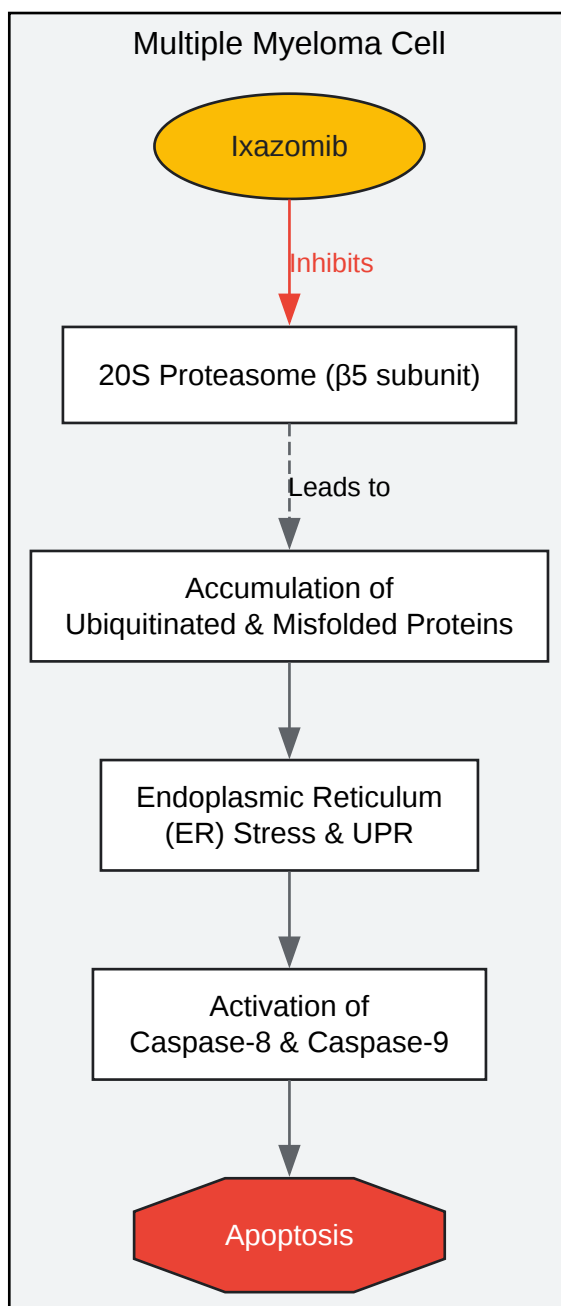 Multiple Myeloma Cell
Ixazomib
Inhibits
20S Proteasome (β5 subunit)
Leads to
Accumulation of
Ubiquitinated & Misfolded Proteins
Endoplasmic Reticulum
(ER) Stress & UPR
Activation of
Caspase-8 & Caspase-9
Apoptosis